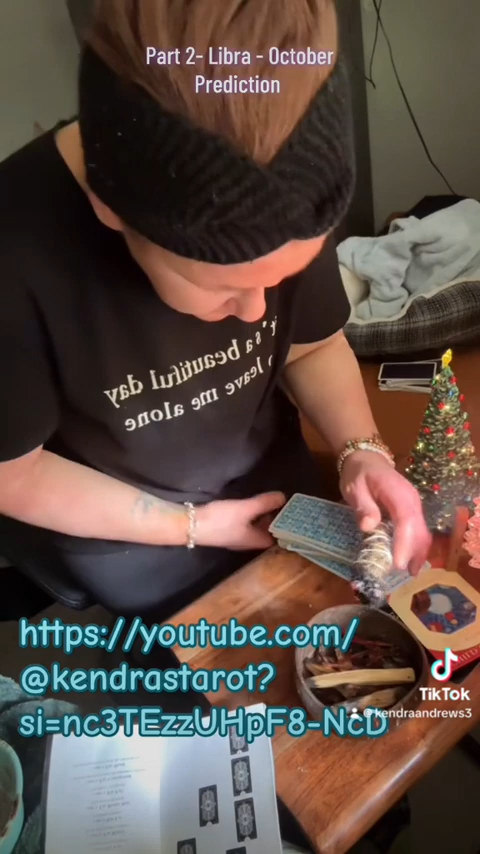 Part 2- Libra - October
Prediction
it's a beautiful day
to leave me alone
https://youtube.com/
@kendrastarot?
si=nc3TEzzUHpF8-NcD
TikTok
@kendraandrews3